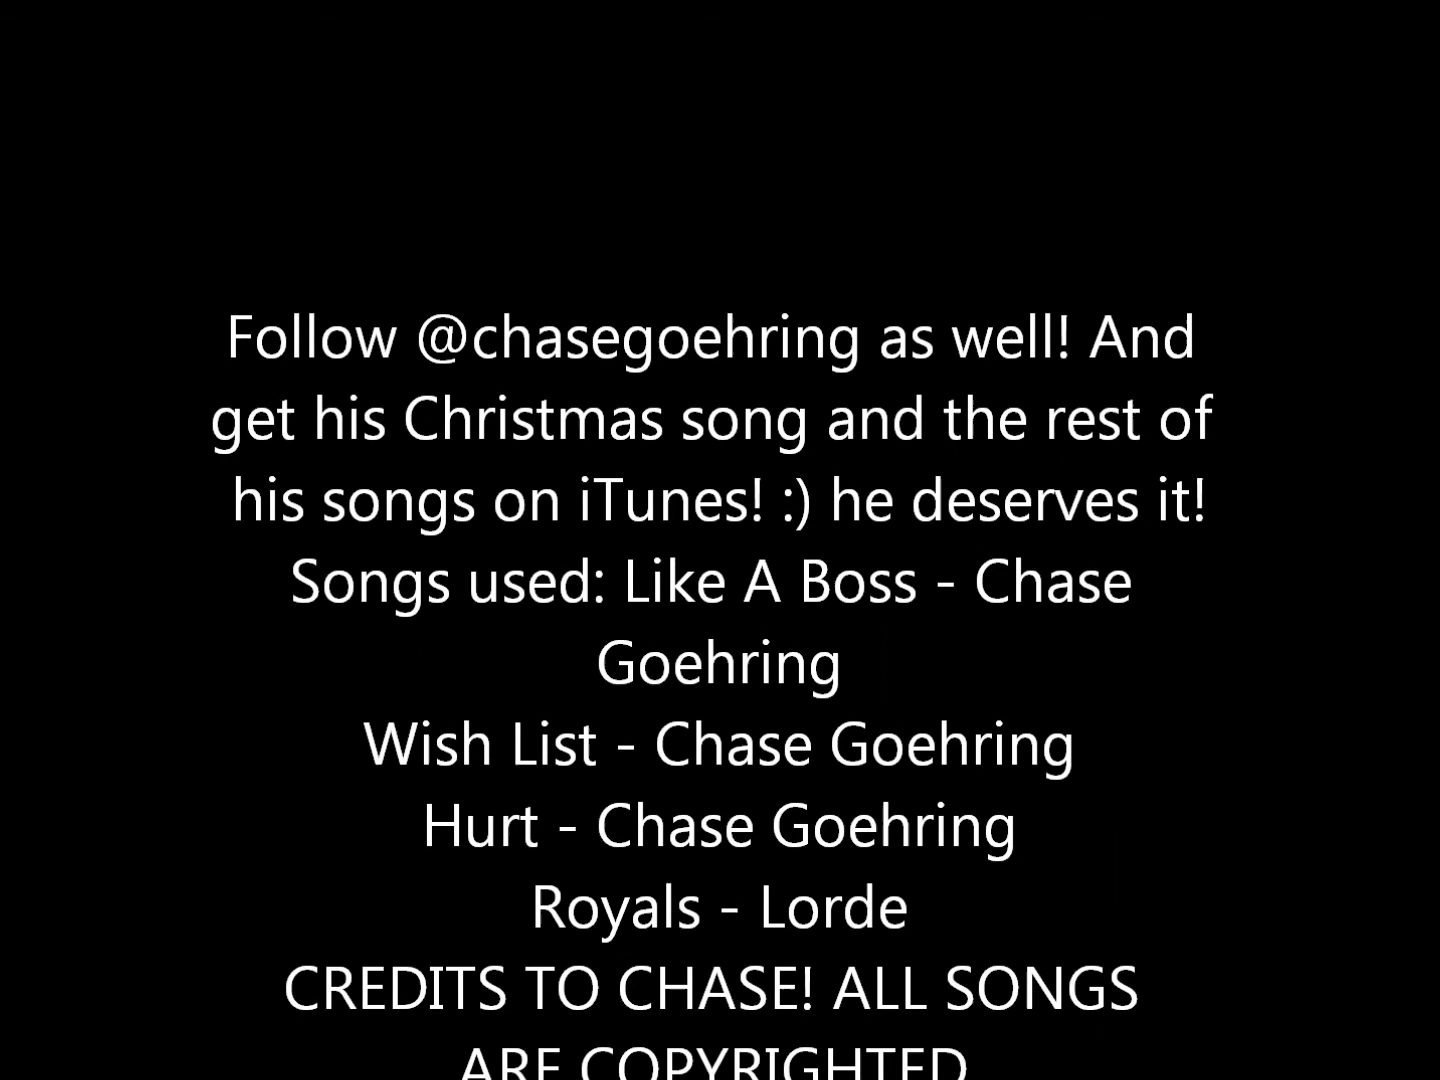 Follow @chasegoehring as well! And
get his Christmas song and the rest of
his songs on iTunes! :) he deserves it!
Songs used: Like A Boss - Chase
Goehring
Wish List - Chase Goehring
Hurt - Chase Goehring
Royals - Lorde
CREDITS TO CHASE! ALL SONGS
ARE COPYRIGHTED